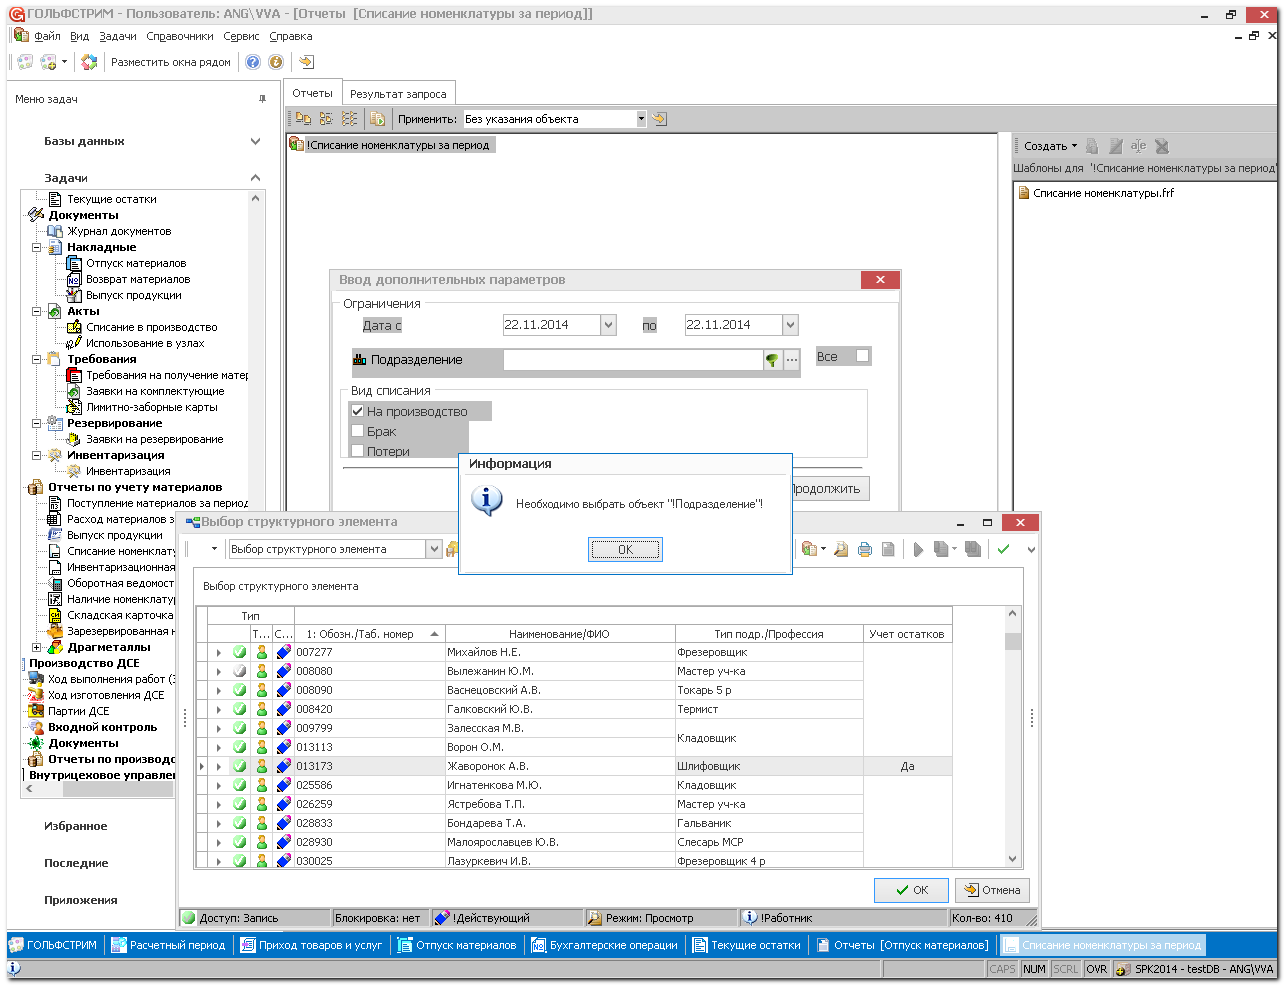 ГОЛЬФСТРИМ - Пользователь: ANG\VVA - [Отчеты  [Списание номенклатуры за период]]
Файл Вид Задачи Справочники Сервис Справка
Разместить окна рядом
Меню задач
Базы данных
Задачи
Текущие остатки
Документы
Журнал документов
Накладные
Отпуск материалов
Возврат материалов
Выпуск продукции
Акты
Списание в производство
Использование в узлах
Требования
Требования на получение матер
Заявки на комплектующие
Лимитно-заборные карты
Резервирование
Заявки на резервирование
Инвентаризация
Инвентаризация
Отчеты по учету материалов
Поступление материалов за период
Расход материалов з
Выпуск продукции
Списание номенклату
Инвентаризационная
Оборотная ведомост
Наличие номенклатур
Складская карточка
Зарезервированная н
Драгметаллы
Производство ДСЕ
Ход выполнения работ (З
Ход изготовления ДСЕ
Партии ДСЕ
Входной контроль
Документы
Отчеты по производс
Внутрицеховое управлен
Избранное
Последние
Приложения
Отчеты Результат запроса
Применить: Без указания объекта
!Списание номенклатуры за период
Создать
Шаблоны для  '!Списание номенклатуры за период'
Списание номенклатуры.frf
Ввод дополнительных параметров
Ограничения
Дата с 22.11.2014 по 22.11.2014
Подразделение Все
Вид списания
На производство
Брак
Потери
Продолжить
Информация
Необходимо выбрать объект "!Подразделение"!
OK
Выбор структурного элемента
Выбор структурного элемента
Выбор структурного элемента
Тип
Т... С... 1: Обозн./Таб. номер Наименование/ФИО Тип подр./Профессия Учет остатков
007277 Михайлов Н.Е. Фрезеровщик
008080 Вылежанин Ю.М. Мастер уч-ка
008090 Васнецовский А.В. Токарь 5 р
008420 Галковский Ю.В. Термист
009799 Залесская М.В.
Кладовщик
013113 Ворон О.М.
013173 Жаворонок А.В. Шлифовщик Да
025586 Игнатенкова М.Ю. Кладовщик
026259 Ястребова Т.П. Мастер уч-ка
028833 Бондарева Т.А. Гальваник
028930 Малоярославцев Ю.В. Слесарь МСР
030025 Лазуркевич И.В. Фрезеровщик 4 р
OK Отмена
Доступ: Запись Блокировка: нет !Действующий Режим: Просмотр !Работник Кол-во: 410
ГОЛЬФСТРИМ Расчетный период Приход товаров и услуг Отпуск материалов Бухгалтерские операции Текущие остатки Отчеты  [Отпуск материалов] Списание номенклатуры за период
CAPS NUM SCRL OVR SPK2014 - testDB - ANG\VVA